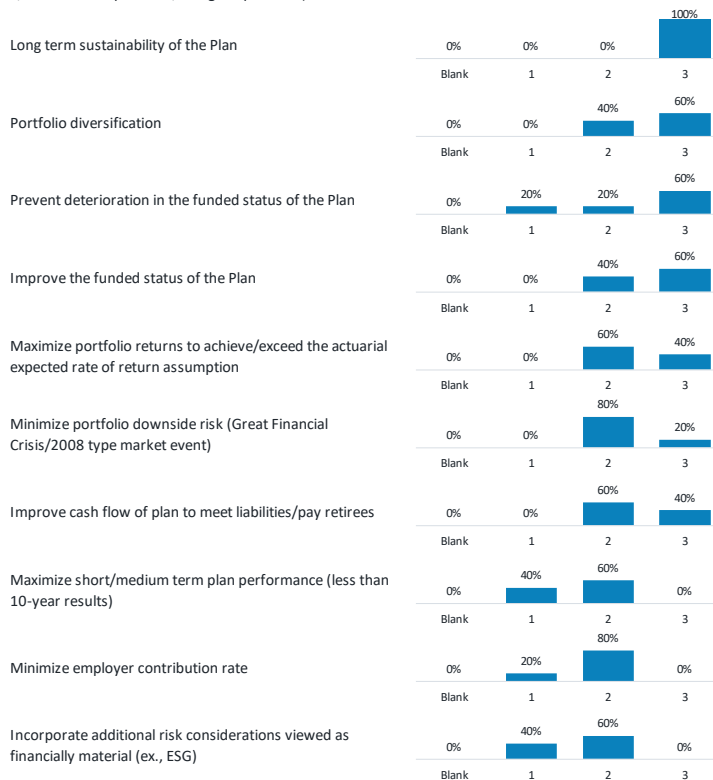 100%
Long term sustainability of the Plan 0% 0% 0%
Blank 1 2 3
Portfolio diversification 0% 0% 40% 60%
Blank 1 2 3
Prevent deterioration in the funded status of the Plan 0% 20% 20% 60%
Blank 1 2 3
Improve the funded status of the Plan 0% 0% 40% 60%
Blank 1 2 3
Maximize portfolio returns to achieve/exceed the actuarial
expected rate of return assumption 0% 0% 60% 40%
Blank 1 2 3
Minimize portfolio downside risk (Great Financial
Crisis/2008 type market event) 0% 0% 80% 20%
Blank 1 2 3
Improve cash flow of plan to meet liabilities/pay retirees 0% 0% 60% 40%
Blank 1 2 3
Maximize short/medium term plan performance (less than
10-year results) 0% 40% 60% 0%
Blank 1 2 3
Minimize employer contribution rate 0% 20% 80% 0%
Blank 1 2 3
Incorporate additional risk considerations viewed as
financially material (ex., ESG) 0% 40% 60% 0%
Blank 1 2 3